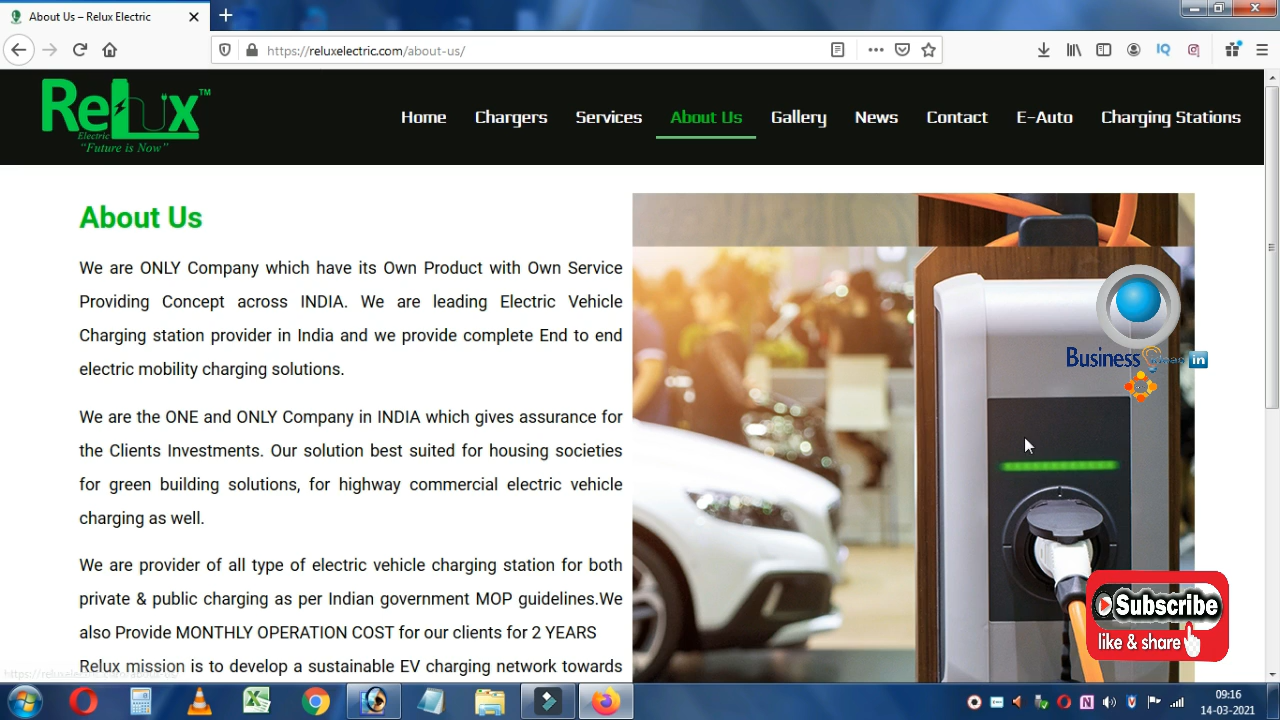 About Us – Relux Electric
https://reluxelectric.com/about-us/
Relux TM
Electric
"Future is Now"
Home Chargers Services About Us Gallery News Contact E-Auto Charging Stations
About Us
We are ONLY Company which have its Own Product with Own Service
Providing Concept across INDIA. We are leading Electric Vehicle
Charging station provider in India and we provide complete End to end
electric mobility charging solutions.
We are the ONE and ONLY Company in INDIA which gives assurance for
the Clients Investments. Our solution best suited for housing societies
for green building solutions, for highway commercial electric vehicle
charging as well.
We are provider of all type of electric vehicle charging station for both
private & public charging as per Indian government MOP guidelines.We
also Provide MONTHLY OPERATION COST for our clients for 2 YEARS
Relux mission is to develop a sustainable EV charging network towards
Business
in
Subscribe
like & share
https://reluxelectric.com/about-us/
09:16
14-03-2021